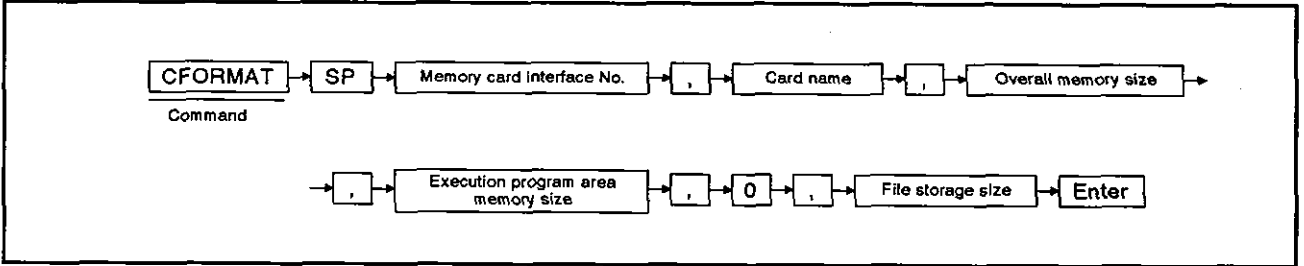 CFORMAT SP Memory card interface No. , Card name , Overall memory size
Command
, Execution program area memory size , 0 , File storage size Enter